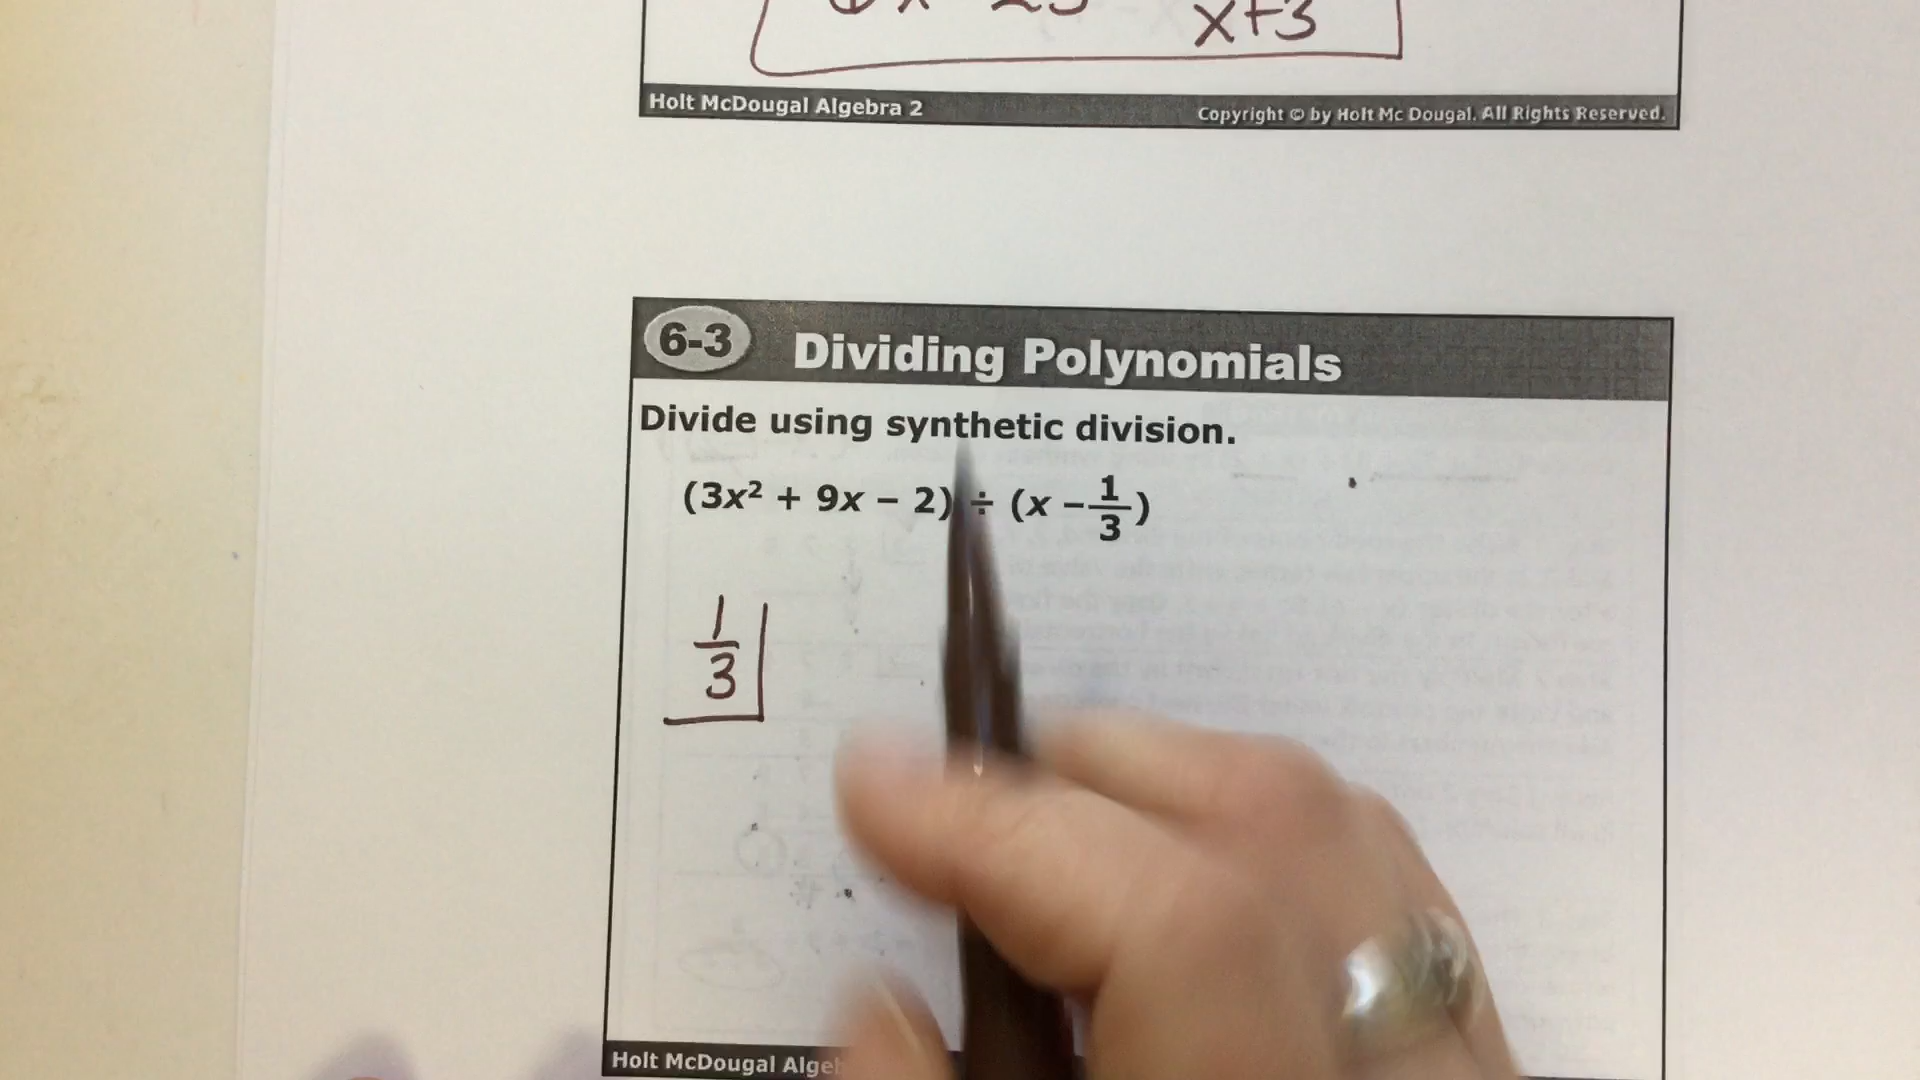 x+3
Holt McDougal Algebra 2
Copyright © by Holt Mc Dougal. All Rights Reserved.
6-3 Dividing Polynomials
Divide using synthetic division.
(3x² + 9x − 2) ÷ (x − 1/3)
1/3
Holt McDougal Alge